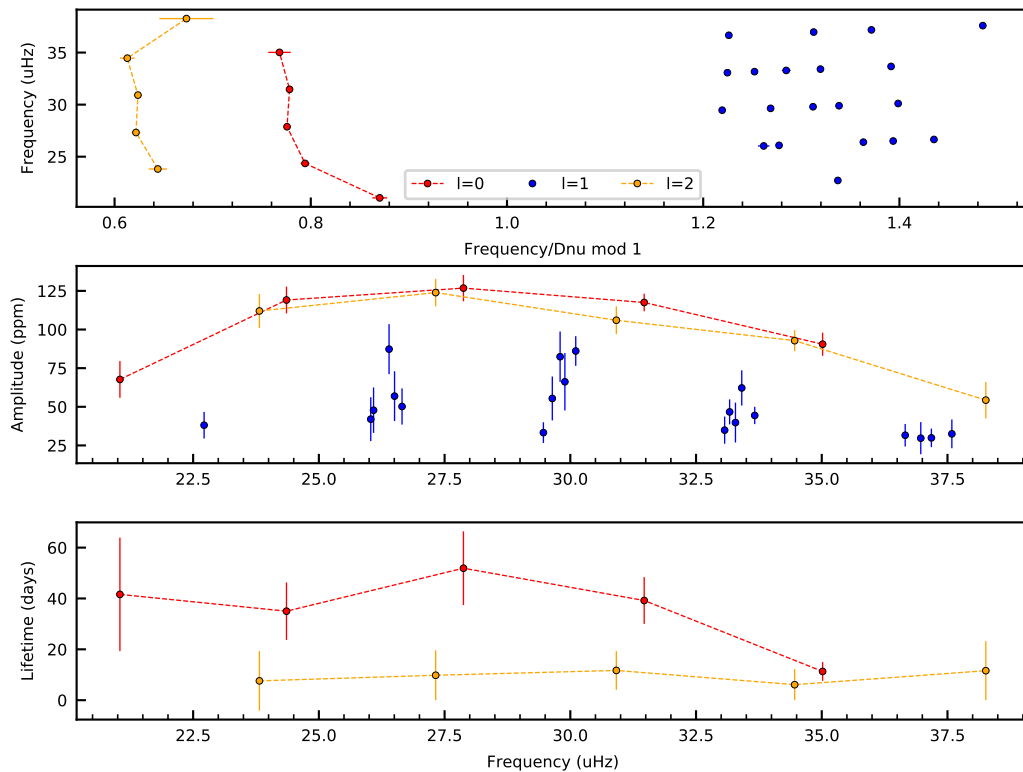 35
30
25
Frequency (uHz)
l=0 l=1 l=2
0.6 0.8 1.0 1.2 1.4
Frequency/Dnu mod 1
125
100
75
50
25
Amplitude (ppm)
22.5 25.0 27.5 30.0 32.5 35.0 37.5
60
40
20
0
Lifetime (days)
22.5 25.0 27.5 30.0 32.5 35.0 37.5
Frequency (uHz)